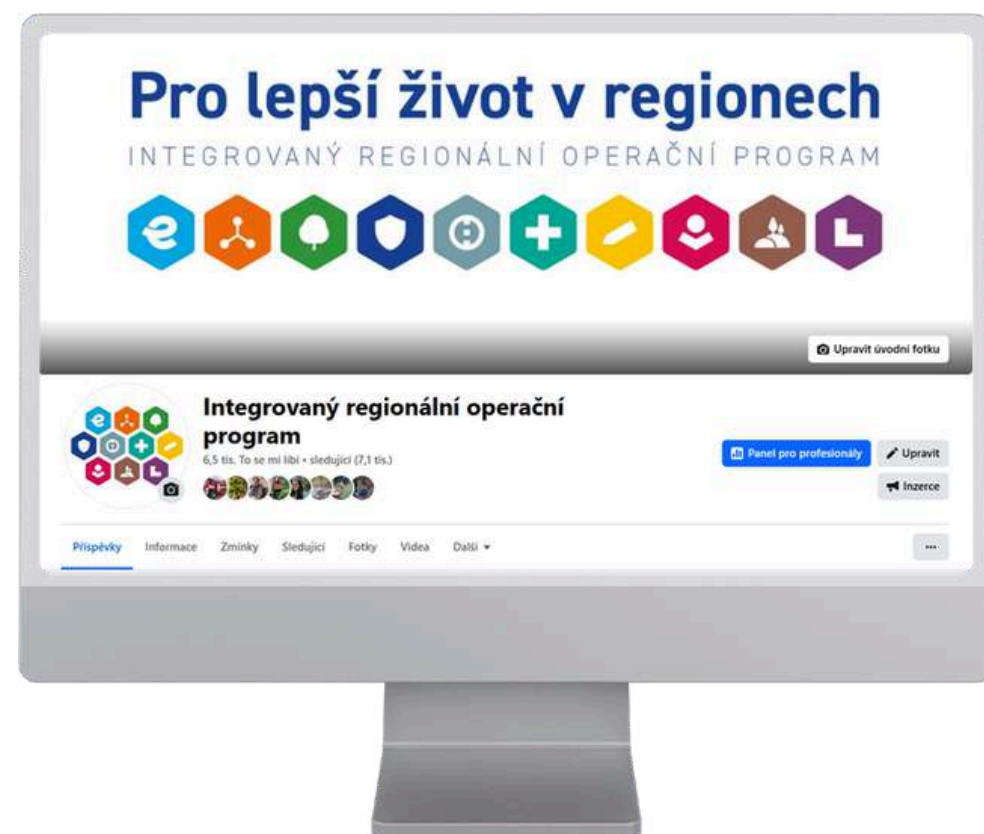 Pro lepší život v regionech
INTEGROVANÝ REGIONÁLNÍ OPERAČNÍ PROGRAM
Upravit úvodní fotku
Integrovaný regionální operační
program
6,5 tis. To se mi líbí • sledující (7,1 tis.)
Panel pro profesionály
Upravit
Inzerce
Příspěvky Informace Zmínky Sledující Fotky Videa Další